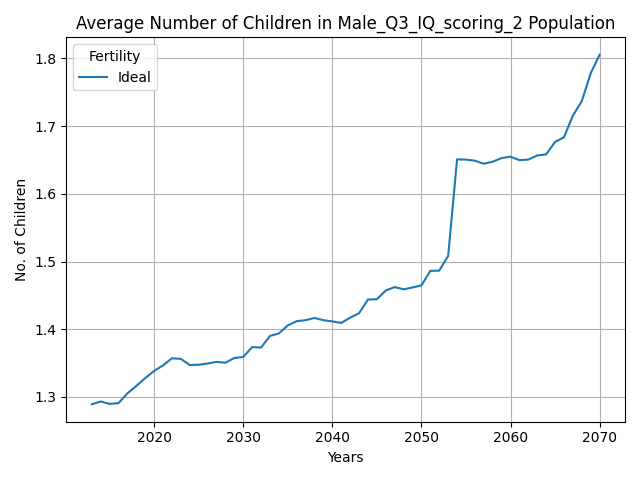 Average Number of Children in Male_Q3_IQ_scoring_2 Population
Fertility
Ideal
1.8
1.7
1.6
1.5
1.4
1.3
No. of Children
2020 2030 2040 2050 2060 2070
Years